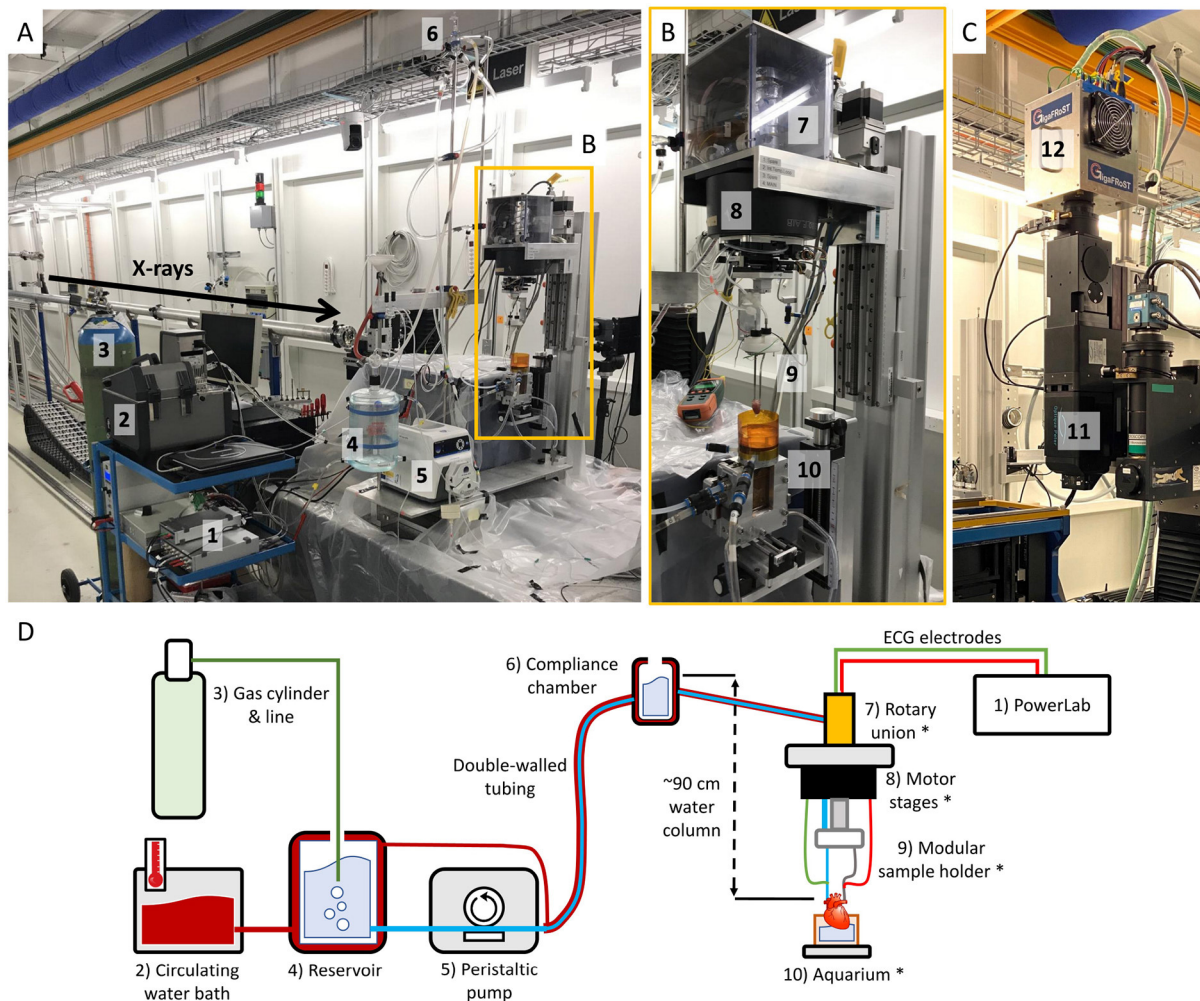 A
6
Laser
B
X-rays
3
2
4
5
1
B
7
8
9
10
C
GigaFRoST
12
GigaFRoST
11
D
ECG electrodes
3) Gas cylinder
& line
6) Compliance
chamber
1) PowerLab
7) Rotary
union *
Double-walled
tubing
~90 cm
water
column
8) Motor
stages *
9) Modular
sample holder *
2) Circulating
water bath
4) Reservoir
5) Peristaltic
pump
10) Aquarium *